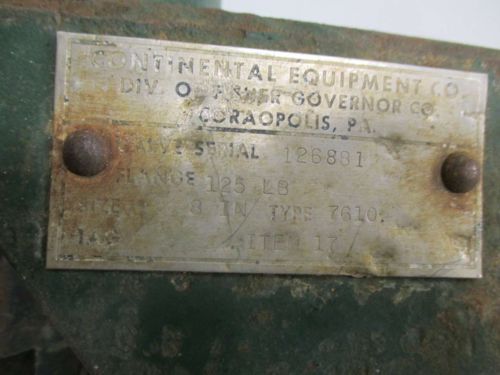 CONTINENTAL EQUIPMENT CO.
DIV. OF FISHER GOVERNOR CO.
CORAOPOLIS, PA.
VALVE SERIAL 126881
FLANGE 125 LB
SIZE 8 IN TYPE 7610
TAG ITEM 17